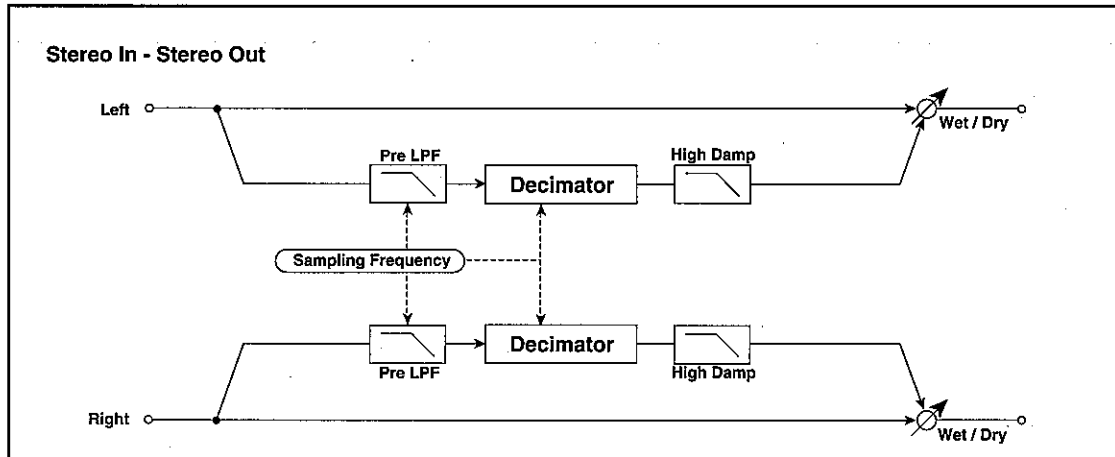 Stereo In - Stereo Out
Left
Wet / Dry
Pre LPF
High Damp
Decimator
Sampling Frequency
Decimator
Pre LPF
High Damp
Right
Wet / Dry